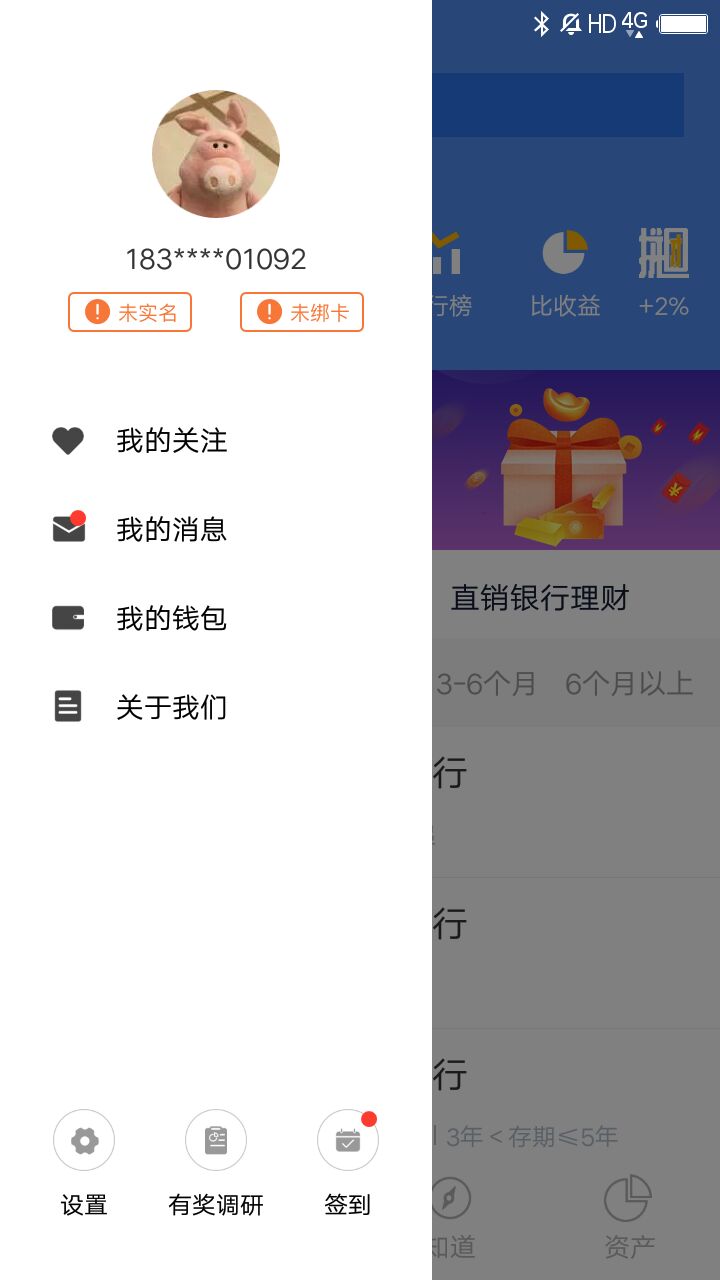 HD 4G
183****01092
未实名
未绑卡
行榜
比收益
+2%
我的关注
我的消息
我的钱包
关于我们
直销银行理财
3-6个月
6个月以上
行
行
行
3年<存期≤5年
设置
有奖调研
签到
知道
资产